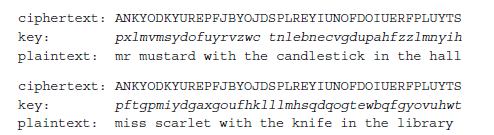 ciphertext: ANKYODKYUREPFJBYOJDSPLREYIUNOFDOIUERFPLUYTS
key: pxlmvmsydofuyrvzwc tnlebnecvgdupahfzzlmnyih
plaintext: mr mustard with the candlestick in the hall
ciphertext: ANKYODKYUREPFJBYOJDSPLREYIUNOFDOIUERFPLUYTS
key: pftgpmiydgaxgoufhklllmhsqdqogtewbqfgyovuhwt
plaintext: miss scarlet with the knife in the library